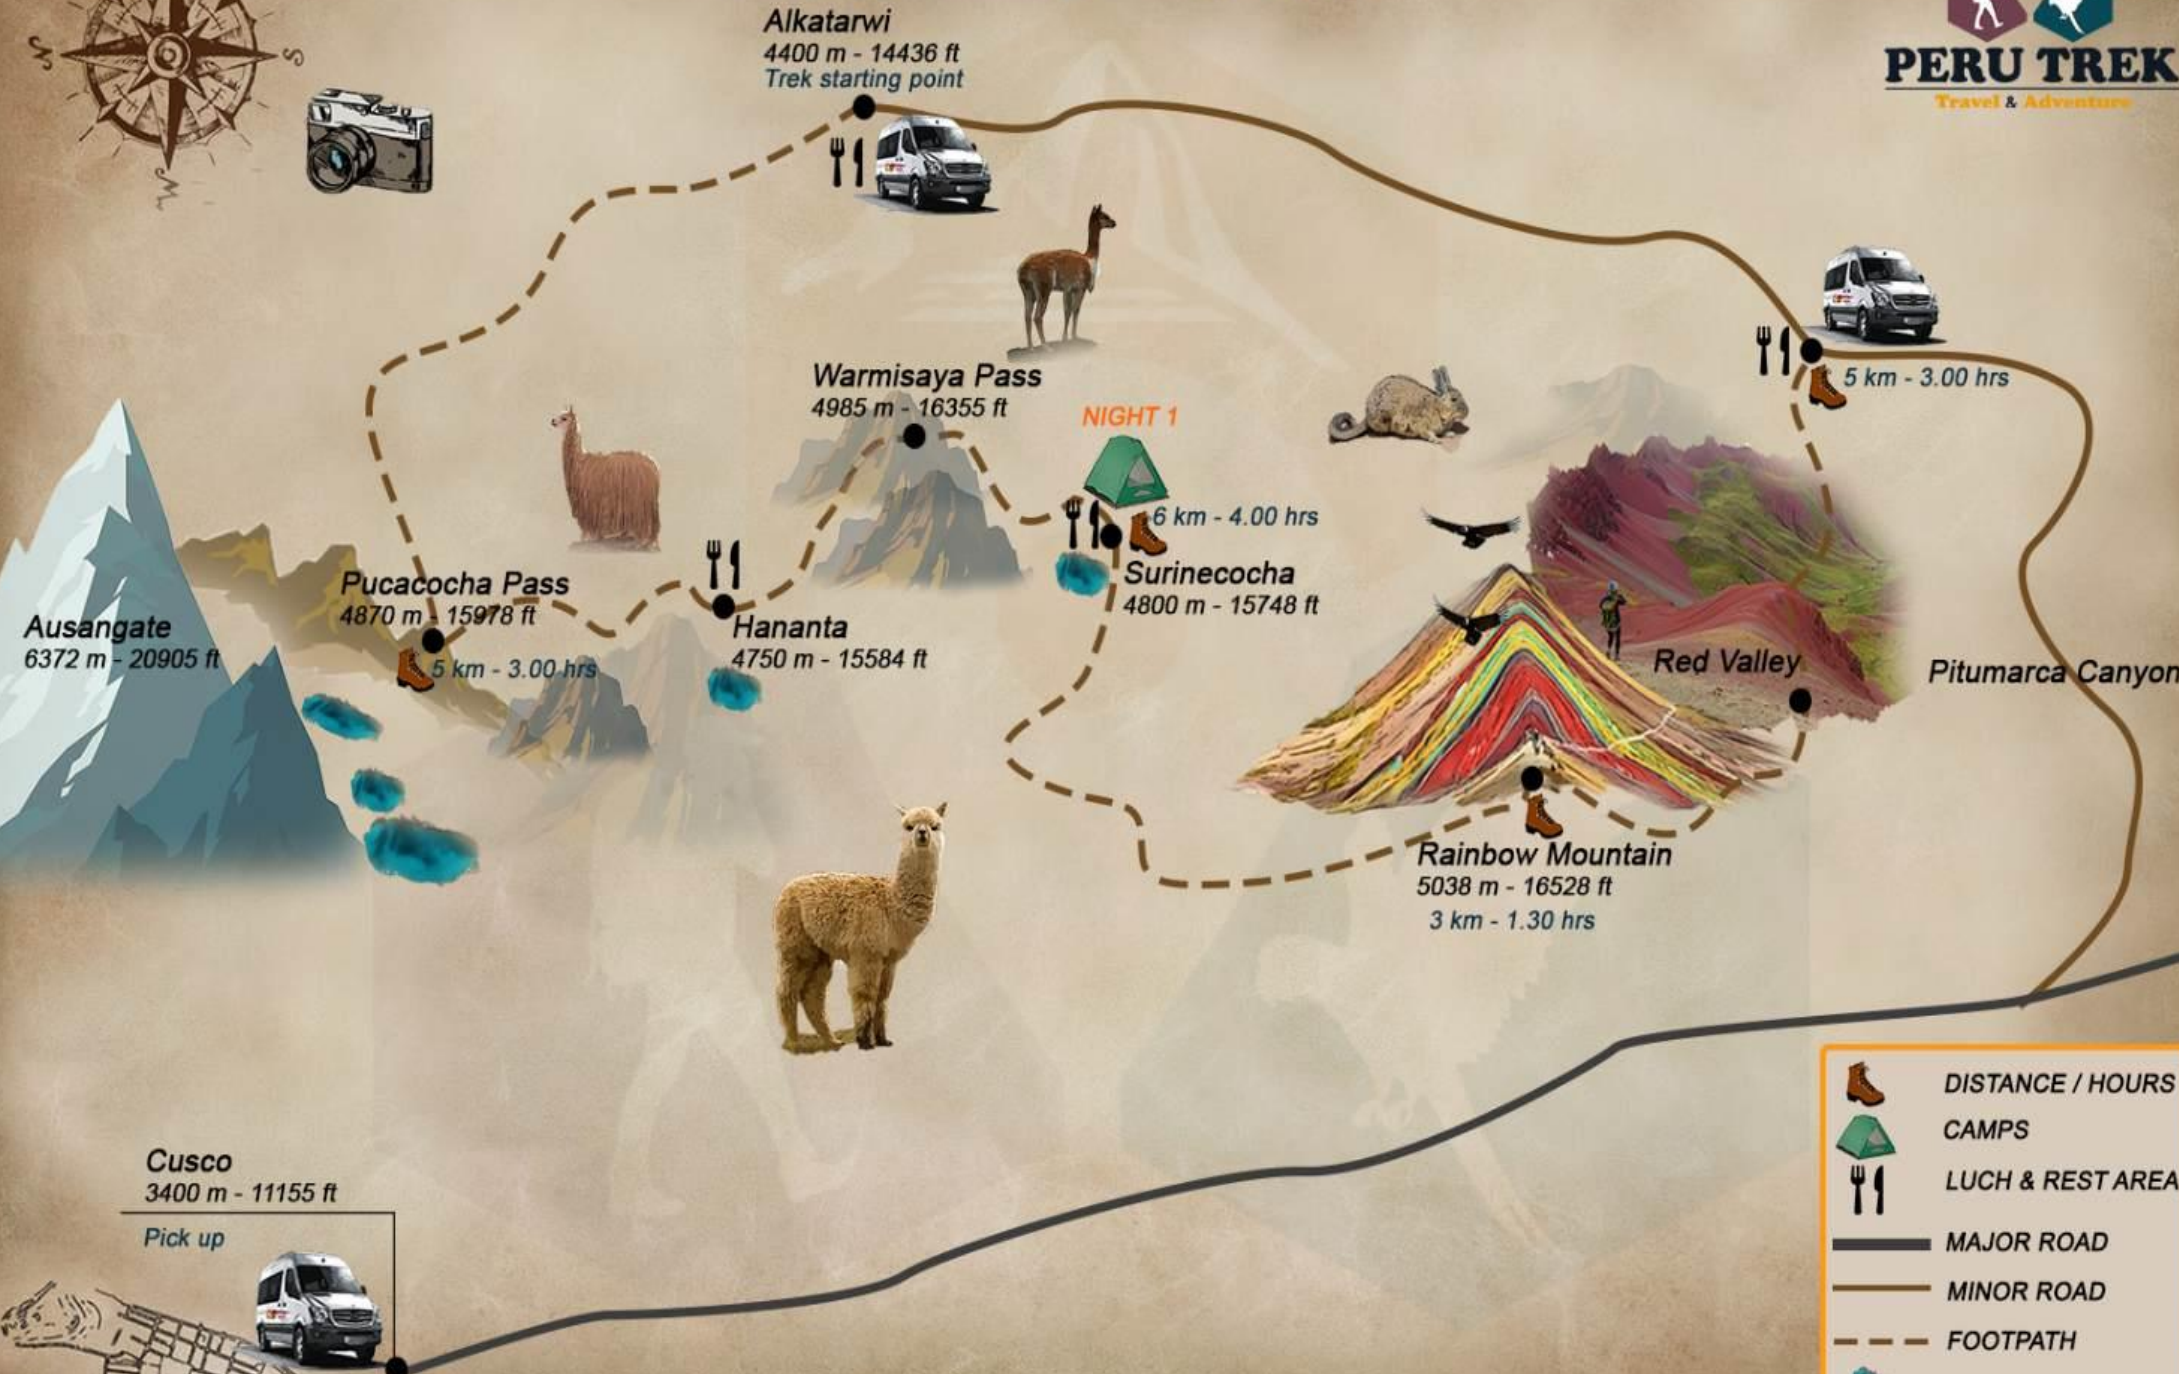 Alkatarwi
4400 m - 14436 ft
Trek starting point
PERU TREK
Travel & Adventure
S
5 km - 3.00 hrs
Warmisaya Pass
4985 m - 16355 ft
NIGHT 1
6 km - 4.00 hrs
Surinecocha
4800 m - 15748 ft
Pucacocha Pass
4870 m - 15978 ft
5 km - 3.00 hrs
Ausangate
6372 m - 20905 ft
Hananta
4750 m - 15584 ft
Red Valley
Pitumarca Canyon
Rainbow Mountain
5038 m - 16528 ft
3 km - 1.30 hrs
Cusco
3400 m - 11155 ft
Pick up
DISTANCE / HOURS
CAMPS
LUCH & REST AREA
MAJOR ROAD
MINOR ROAD
FOOTPATH